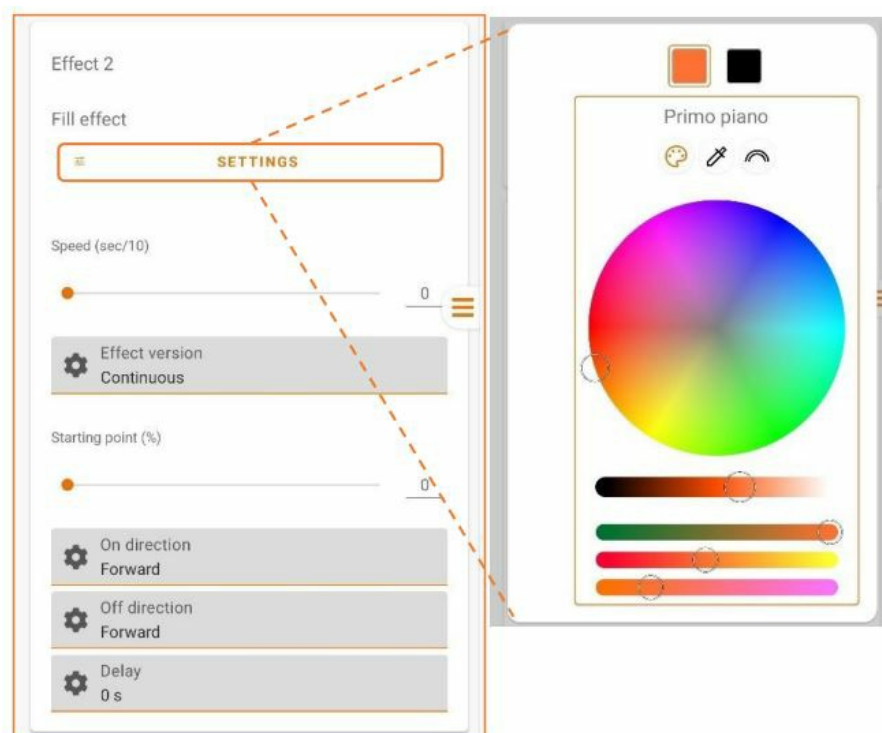 Effect 2
Fill effect
SETTINGS
Speed (sec/10)
0
Effect version
Continuous
Starting point (%)
0
On direction
Forward
Off direction
Forward
Delay
0 s
Primo piano